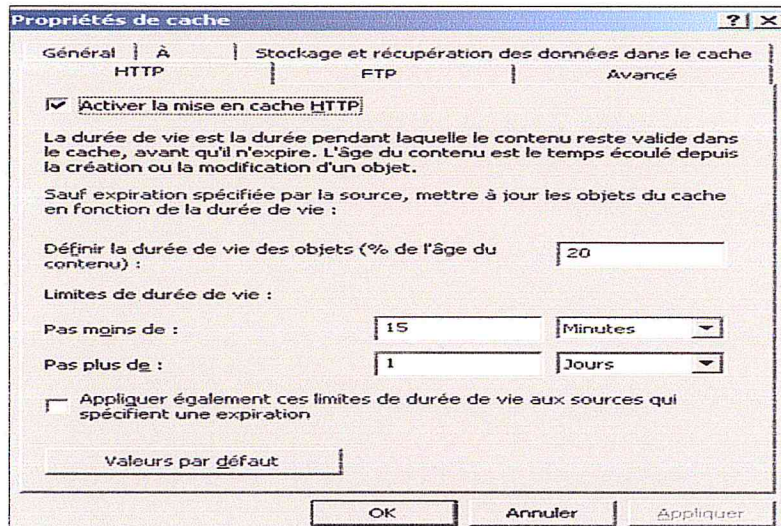 Propriétés de cache
Général À Stockage et récupération des données dans le cache
HTTP FTP Avancé
Activer la mise en cache HTTP
La durée de vie est la durée pendant laquelle le contenu reste valide dans
le cache, avant qu'il n'expire. L'âge du contenu est le temps écoulé depuis
la création ou la modification d'un objet.
Sauf expiration spécifiée par la source, mettre à jour les objets du cache
en fonction de la durée de vie :
Définir la durée de vie des objets (% de l'âge du
contenu) : 20
Limites de durée de vie :
Pas moins de : 15 Minutes
Pas plus de : 1 Jours
Appliquer également ces limites de durée de vie aux sources qui
spécifient une expiration
Valeurs par défaut
OK Annuler Appliquer